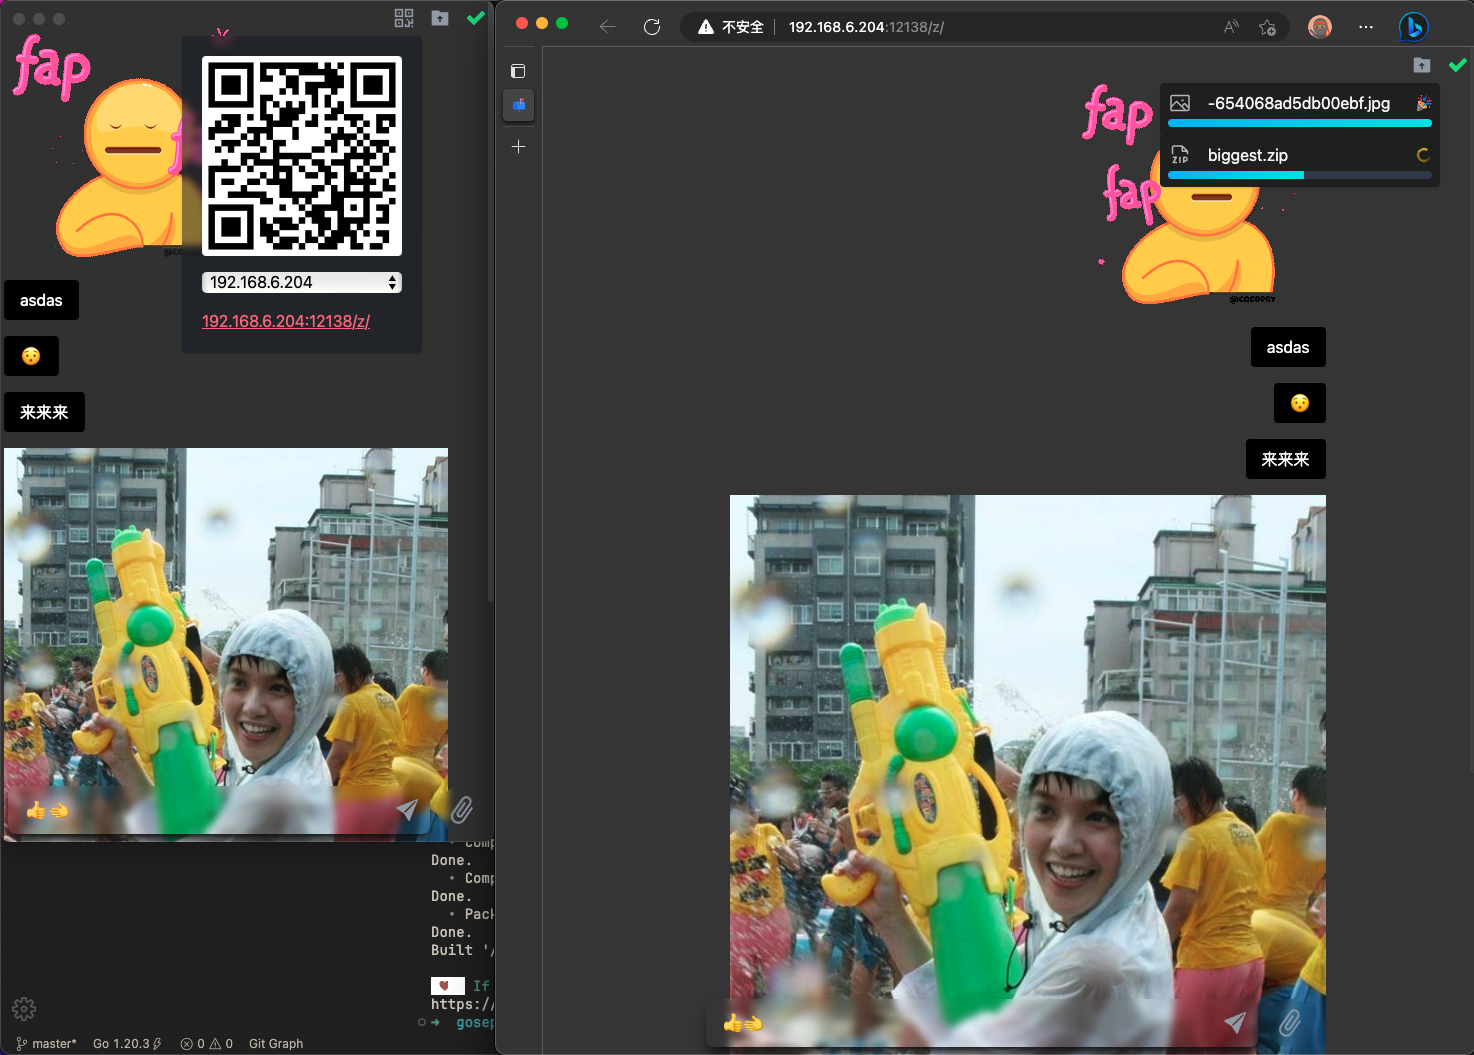 fap
192.168.6.204
192.168.6.204:12138/z/
@COCOPRY
asdas
来来来
Done.
• Comp
Done.
• Pack
Done.
Built '/
If
https://
gosep
master*
Go 1.20.3
0
0
Git Graph
不安全
192.168.6.204:12138/z/
-654068ad5db00ebf.jpg
ZIP
biggest.zip
fap
fap
@COCOPRY
asdas
来来来